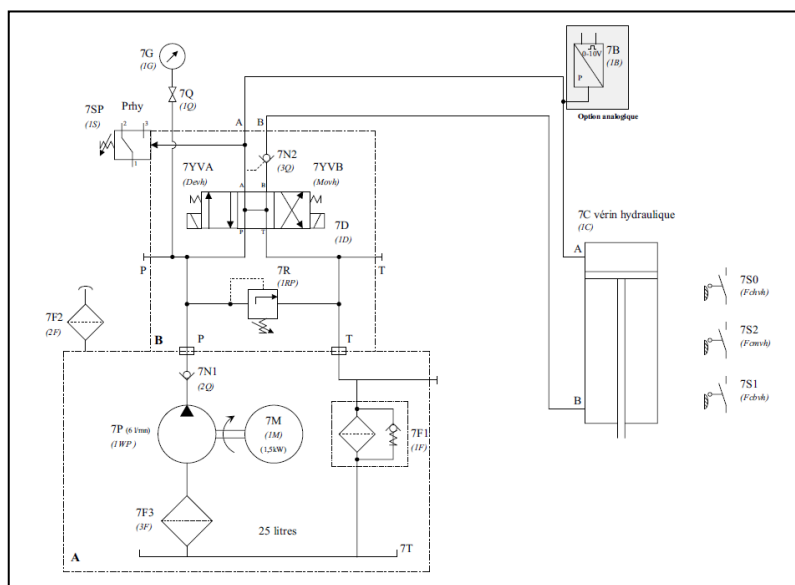 7G
(1G)
7Q
(1Q)
7SP
(1S)
Prhy
2
3
1
A
B
7N2
(3Q)
7YVA
(Devh)
A
B
7YVB
(Movh)
P
T
7D
(1D)
P
T
7R
(1RP)
7B
(1B)
0-10V
P
Option analogique
7C vérin hydraulique
(1C)
A
B
7S0
(Fchvh)
7S2
(Fcmvh)
7S1
(Fcbvh)
7F2
(2F)
B
P
T
7N1
(2Q)
7P (6 l/mn)
(1WP)
7M
(1M)
(1,5kW)
7F1
(1F)
7F3
(3F)
25 litres
7T
A